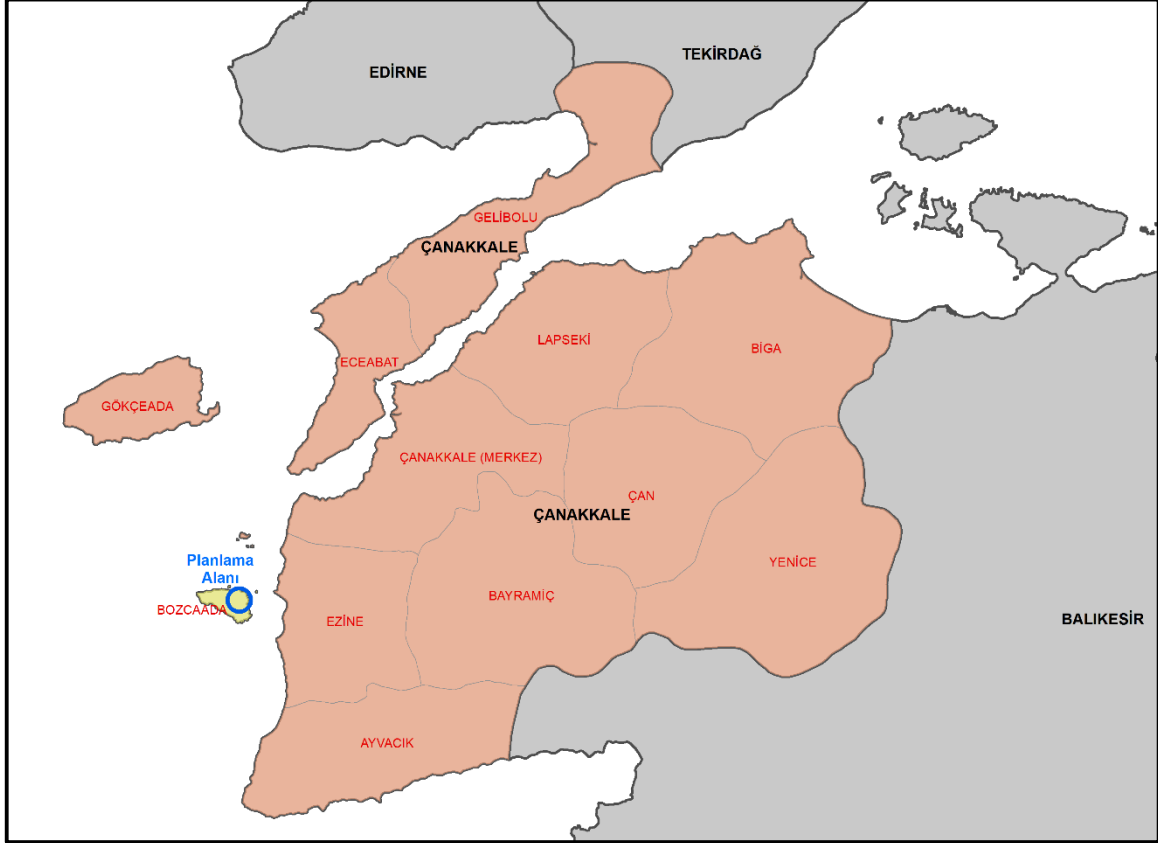 TEKİRDAĞ
EDİRNE
GELİBOLU
ÇANAKKALE
LAPSEKİ
BİGA
ECEABAT
GÖKÇEADA
ÇANAKKALE (MERKEZ)
ÇAN
ÇANAKKALE
Planlama
Alanı
YENİCE
BAYRAMİÇ
BOZCAADA
EZİNE
BALIKESİR
AYVACIK